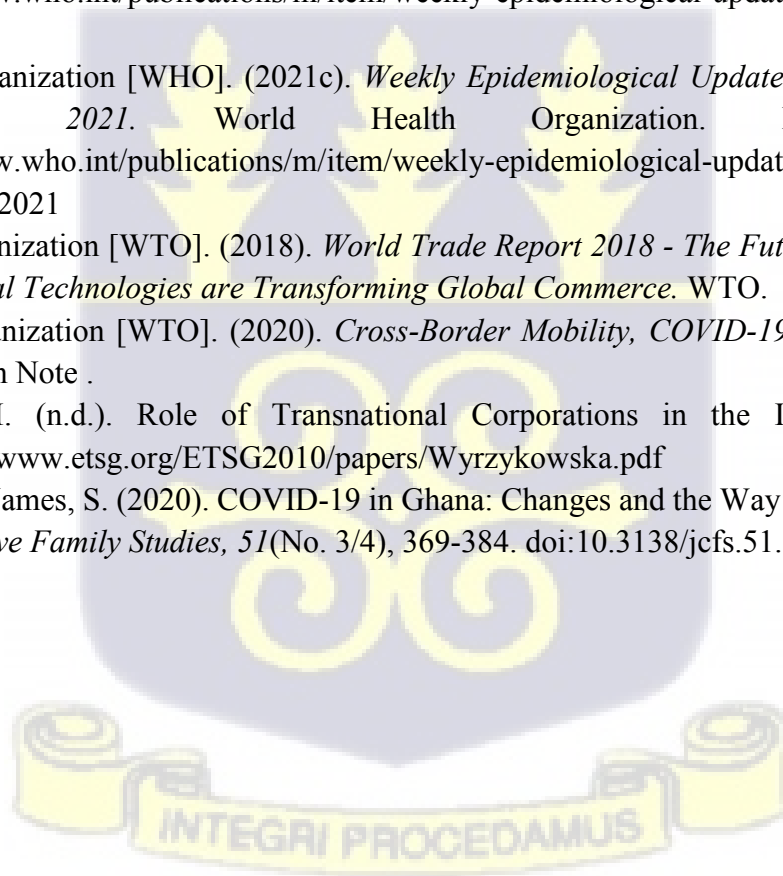 w.who.int/publications/m/item/weekly-epidemiological-updat
anization [WHO]. (2021c). Weekly Epidemiological Update
2021. World Health Organization.
w.who.int/publications/m/item/weekly-epidemiological-updat
2021
nization [WTO]. (2018). World Trade Report 2018 - The Fut
al Technologies are Transforming Global Commerce. WTO.
anization [WTO]. (2020). Cross-Border Mobility, COVID-19
n Note .
I. (n.d.). Role of Transnational Corporations in the I
www.etsg.org/ETSG2010/papers/Wyrzykowska.pdf
James, S. (2020). COVID-19 in Ghana: Changes and the Way
ve Family Studies, 51(No. 3/4), 369-384. doi:10.3138/jcfs.51.
INTEGRI PROCEDAMUS